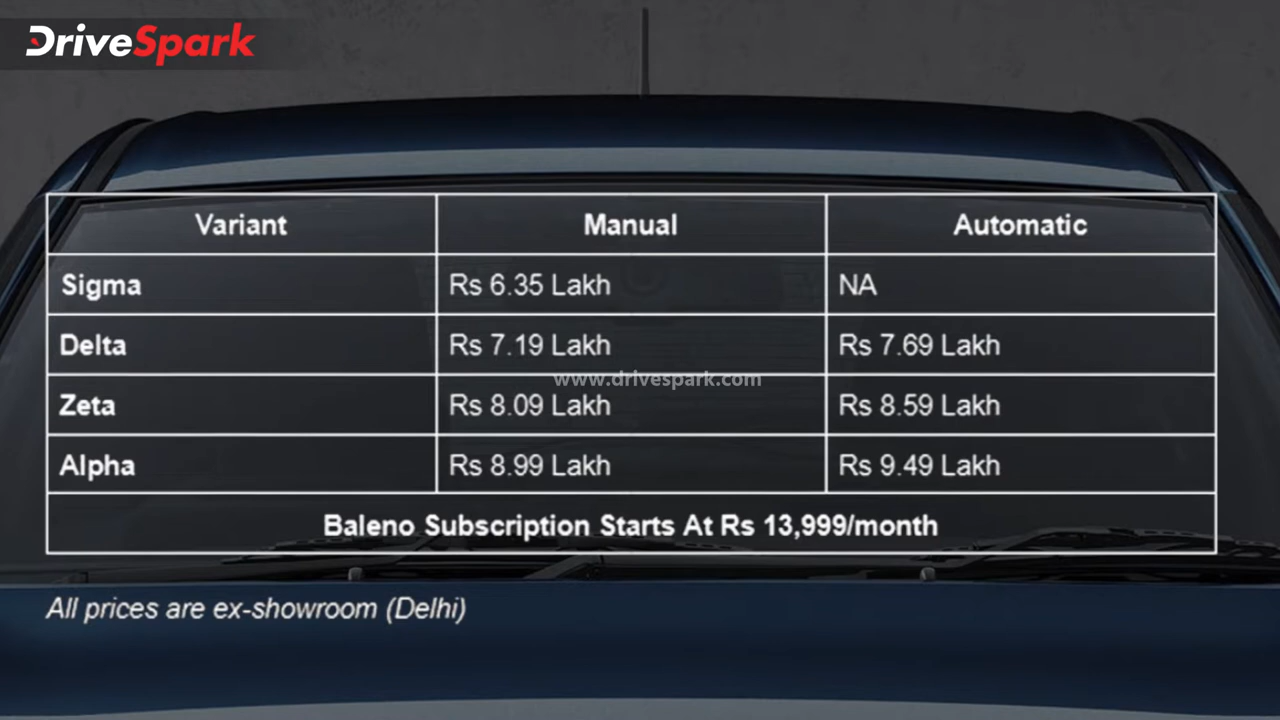 DriveSpark
Variant Manual Automatic
Sigma Rs 6.35 Lakh NA
Delta Rs 7.19 Lakh Rs 7.69 Lakh
www.drivespark.com
Zeta Rs 8.09 Lakh Rs 8.59 Lakh
Alpha Rs 8.99 Lakh Rs 9.49 Lakh
Baleno Subscription Starts At Rs 13,999/month
All prices are ex-showroom (Delhi)